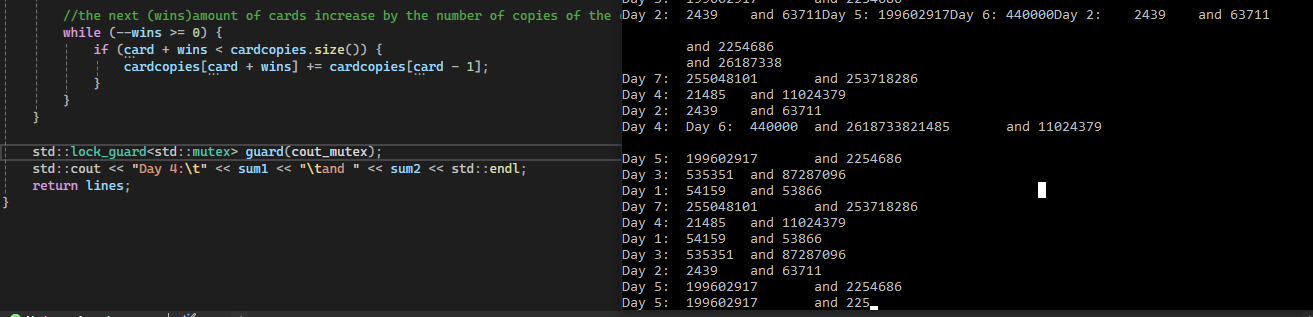 //the next (wins)amount of cards increase by the number of copies of the
while (--wins >= 0) {
if (card + wins < cardcopies.size()) {
cardcopies[card + wins] += cardcopies[card - 1];
}
}
}
std::lock_guard<std::mutex> guard(cout_mutex);
std::cout << "Day 4:\t" << sum1 << "\tand " << sum2 << std::endl;
return lines;
}
Day 2:  2439    and 63711Day 5: 199602917Day 6: 440000Day 2:    2439    and 63711
and 2254686
and 26187338
Day 7:  255048101       and 253718286
Day 4:  21485   and 11024379
Day 2:  2439    and 63711
Day 4:  Day 6:  440000  and 2618733821485       and 11024379
Day 5:  199602917       and 2254686
Day 3:  535351  and 87287096
Day 1:  54159   and 53866
Day 7:  255048101       and 253718286
Day 4:  21485   and 11024379
Day 1:  54159   and 53866
Day 3:  535351  and 87287096
Day 2:  2439    and 63711
Day 5:  199602917       and 2254686
Day 5:  199602917       and 225